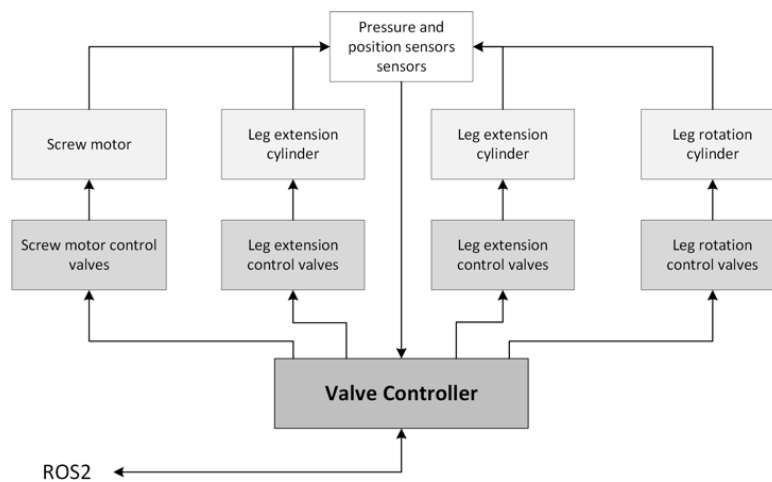 Pressure and
position sensors
sensors
Screw motor
Leg extension
cylinder
Leg extension
cylinder
Leg rotation
cylinder
Screw motor control
valves
Leg extension
control valves
Leg extension
control valves
Leg rotation
control valves
Valve Controller
ROS2